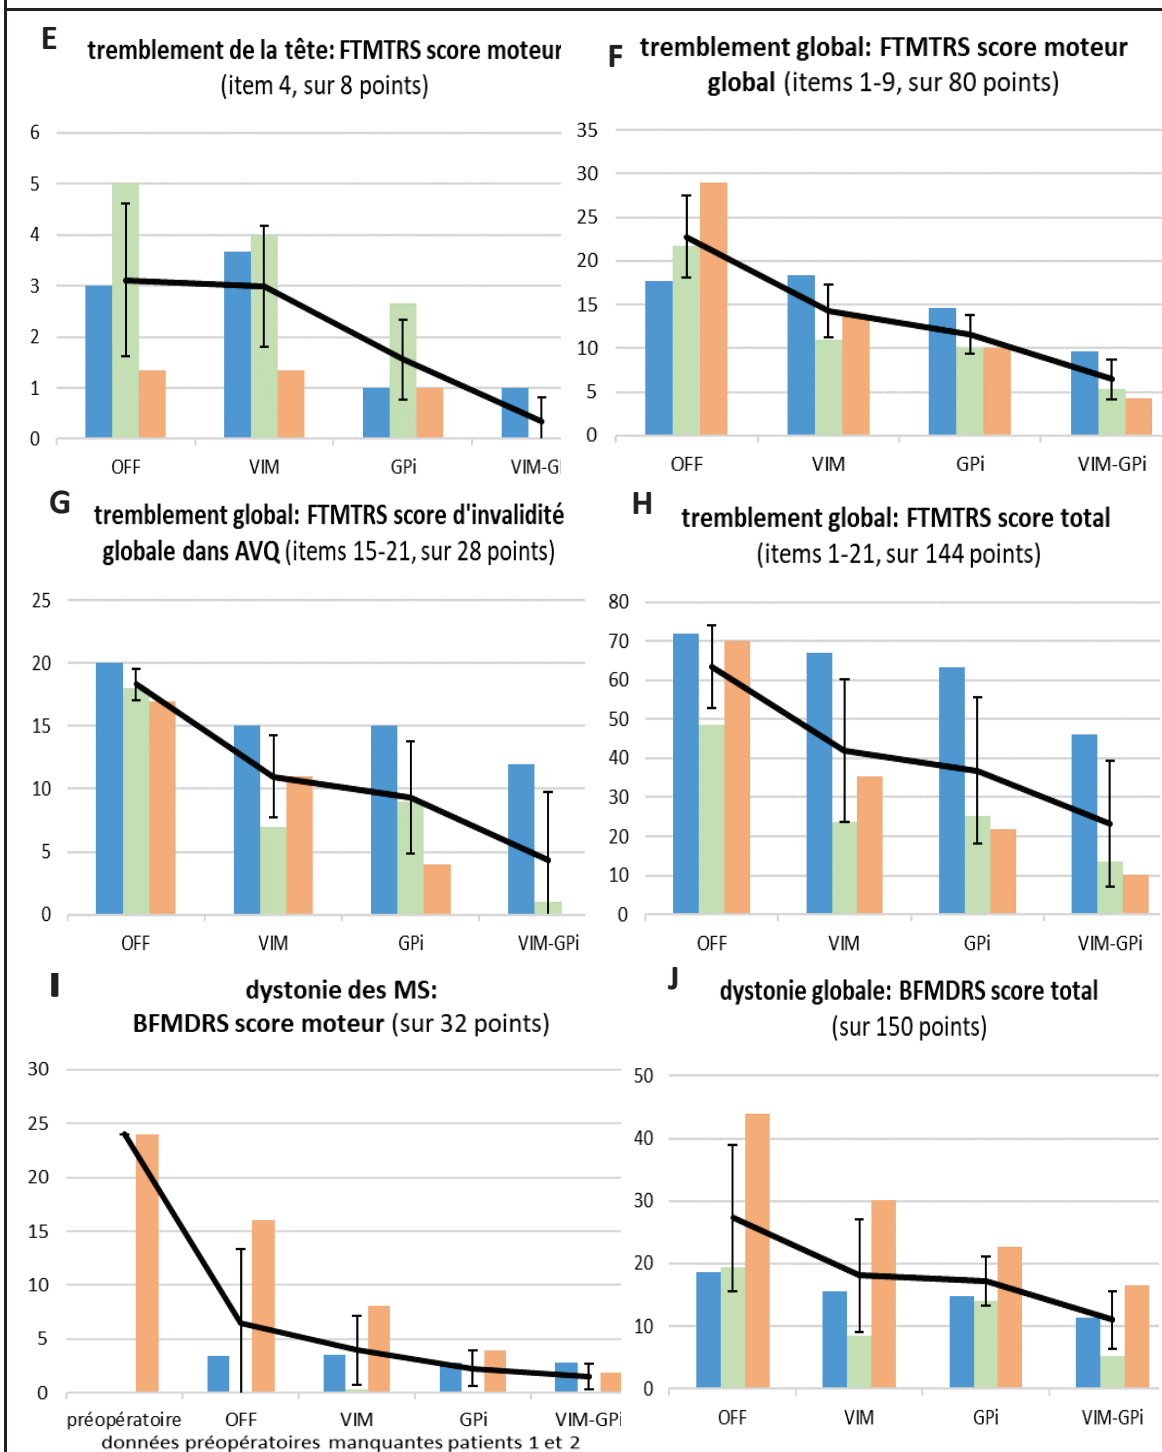 E
tremblement de la tête: FTMTRS score moteur
(item 4, sur 8 points)
6
5
4
3
2
1
0
OFF VIM GPi VIM-GPi
F
tremblement global: FTMTRS score moteur
global (items 1-9, sur 80 points)
35
30
25
20
15
10
5
0
OFF VIM GPi VIM-GPi
G
tremblement global: FTMTRS score d'invalidité
globale dans AVQ (items 15-21, sur 28 points)
25
20
15
10
5
0
OFF VIM GPi VIM-GPi
H
tremblement global: FTMTRS score total
(items 1-21, sur 144 points)
80
70
60
50
40
30
20
10
0
OFF VIM GPi VIM-GPi
I
dystonie des MS:
BFMDRS score moteur (sur 32 points)
30
25
20
15
10
5
0
préopératoire OFF VIM GPi VIM-GPi
données préopératoires manquantes patients 1 et 2
J
dystonie globale: BFMDRS score total
(sur 150 points)
50
40
30
20
10
0
OFF VIM GPi VIM-GPi